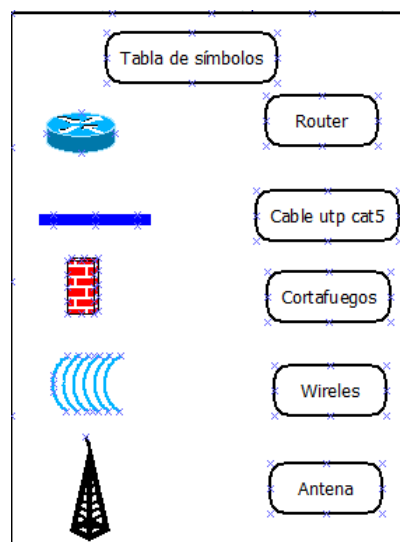 Tabla de símbolos
Router
Cable utp cat5
Cortafuegos
Wireles
Antena